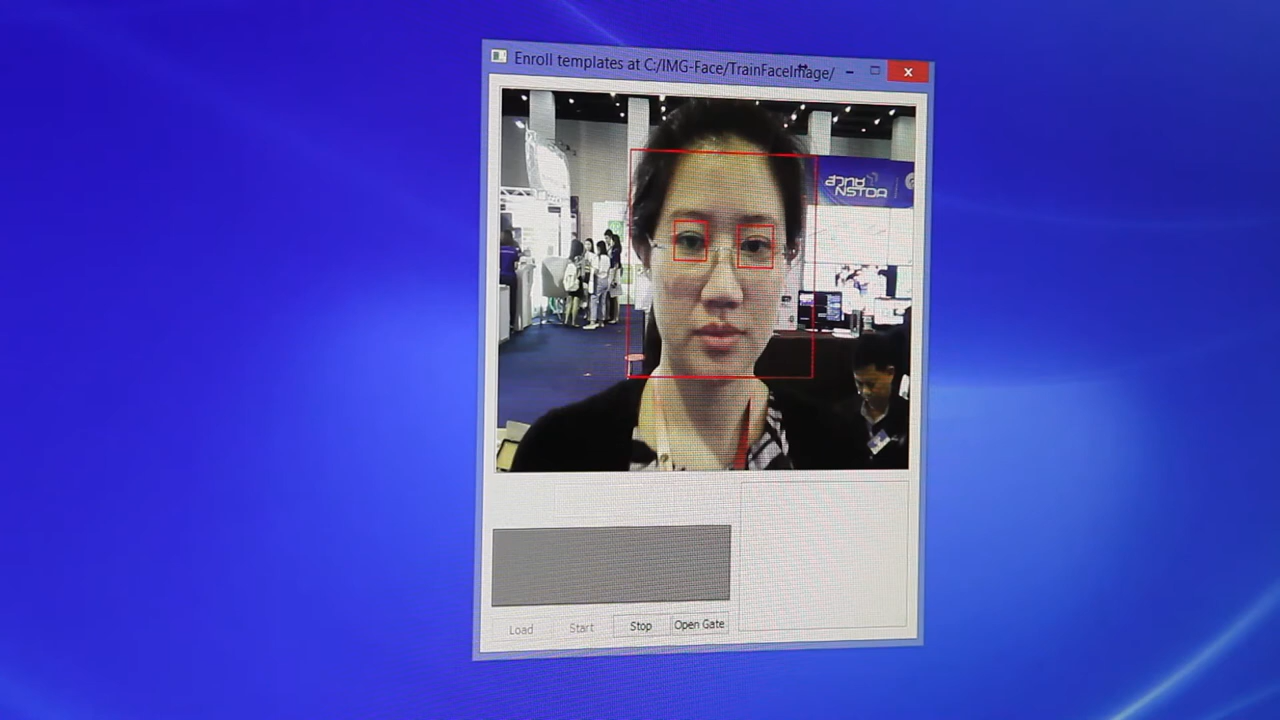 Enroll templates at C:/IMG-Face/TrainFaceImage/
สวทช
NSTDA
Load
Start
Stop
Open Gate